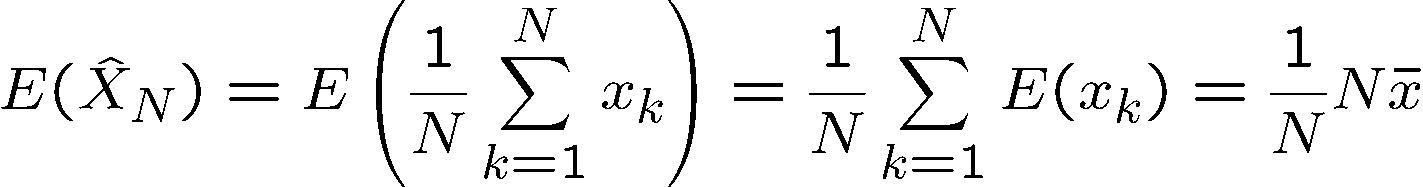 E(\hat{X}_N) = E\left(\frac{1}{N}\sum_{k=1}^{N} x_k\right) = \frac{1}{N}\sum_{k=1}^{N} E(x_k) = \frac{1}{N}N\bar{x}